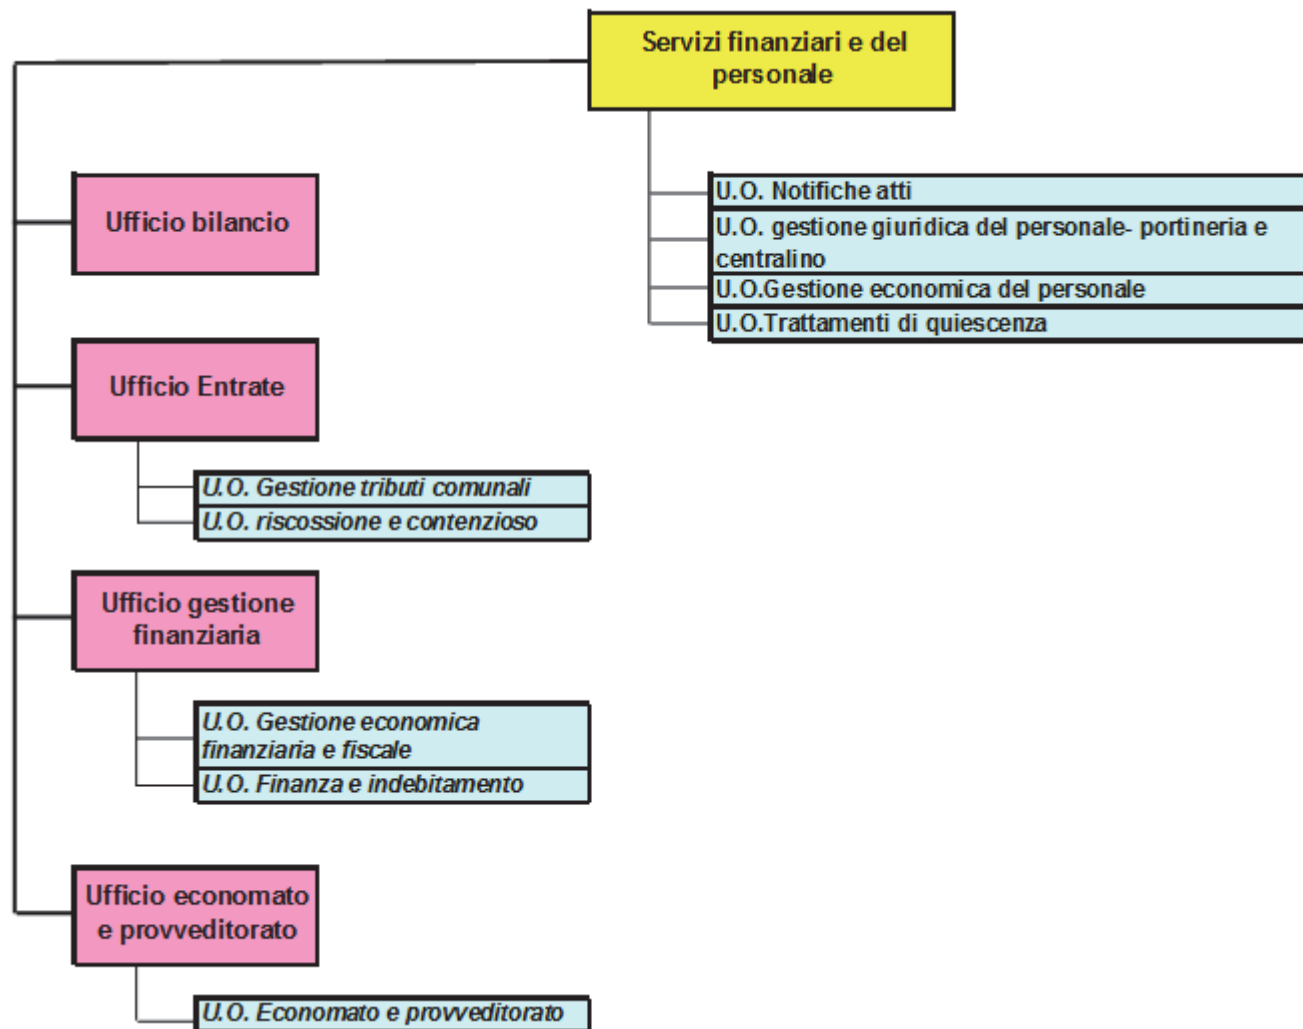 Servizi finanziari e del
personale
U.O. Notifiche atti
U.O. gestione giuridica del personale- portineria e
centralino
U.O.Gestione economica del personale
U.O.Trattamenti di quiescenza
Ufficio bilancio
Ufficio Entrate
U.O. Gestione tributi comunali
U.O. riscossione e contenzioso
Ufficio gestione
finanziaria
U.O. Gestione economica
finanziaria e fiscale
U.O. Finanza e indebitamento
Ufficio economato
e provveditorato
U.O. Economato e provveditorato